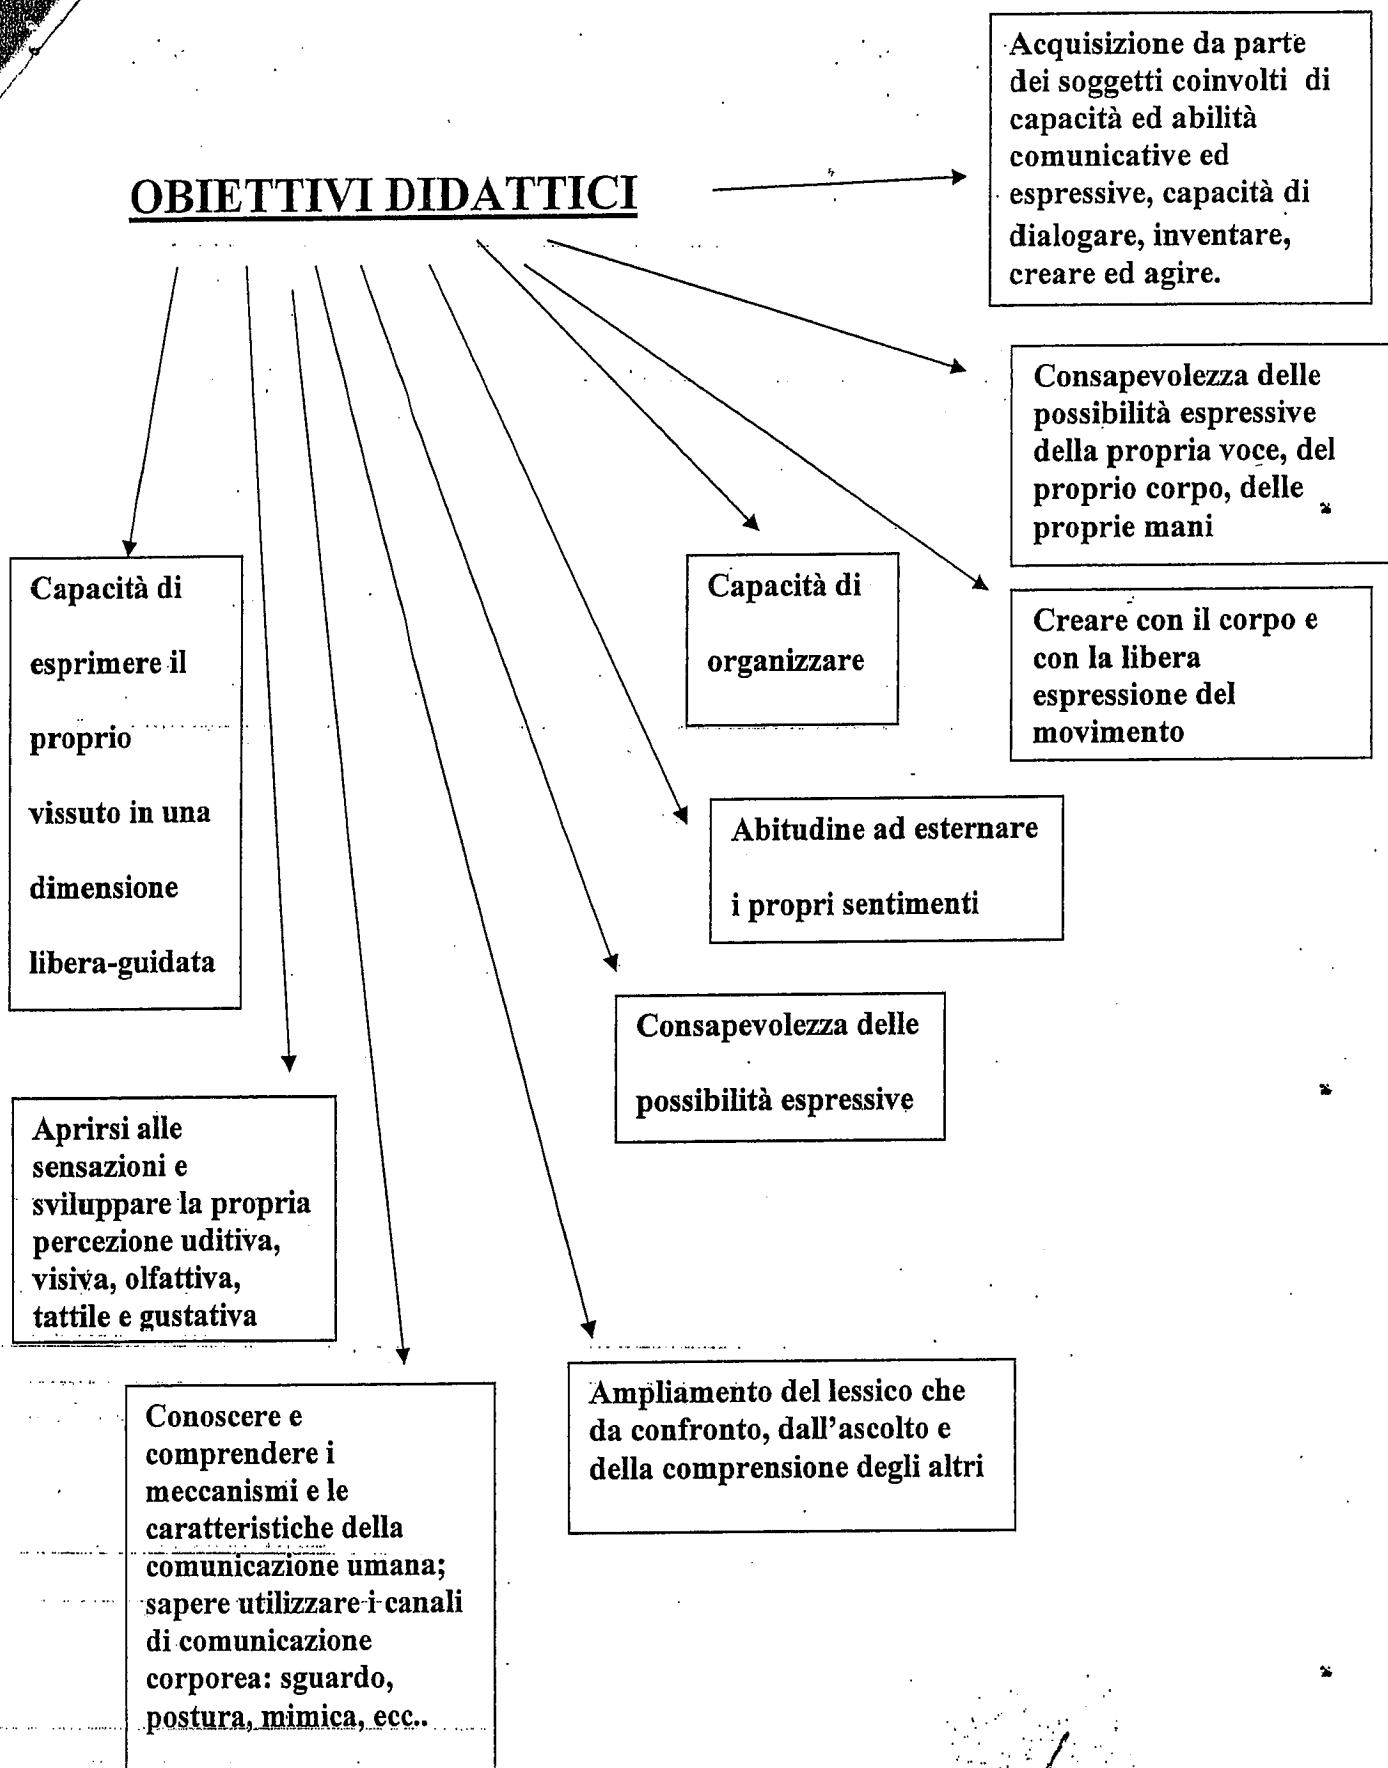 OBIETTIVI DIDATTICI
Acquisizione da parte
dei soggetti coinvolti di
capacità ed abilità
comunicative ed
espressive, capacità di
dialogare, inventare,
creare ed agire.
Consapevolezza delle
possibilità espressive
della propria voce, del
proprio corpo, delle
proprie mani
Creare con il corpo e
con la libera
espressione del
movimento
Capacità di
organizzare
Abitudine ad esternare
i propri sentimenti
Consapevolezza delle
possibilità espressive
Ampliamento del lessico che
da confronto, dall'ascolto e
della comprensione degli altri
Conoscere e
comprendere i
meccanismi e le
caratteristiche della
comunicazione umana;
sapere utilizzare i canali
di comunicazione
corporea: sguardo,
postura, mimica, ecc..
Aprirsi alle
sensazioni e
sviluppare la propria
percezione uditiva,
visiva, olfattiva,
tattile e gustativa
Capacità di
esprimere il
proprio
vissuto in una
dimensione
libera-guidata